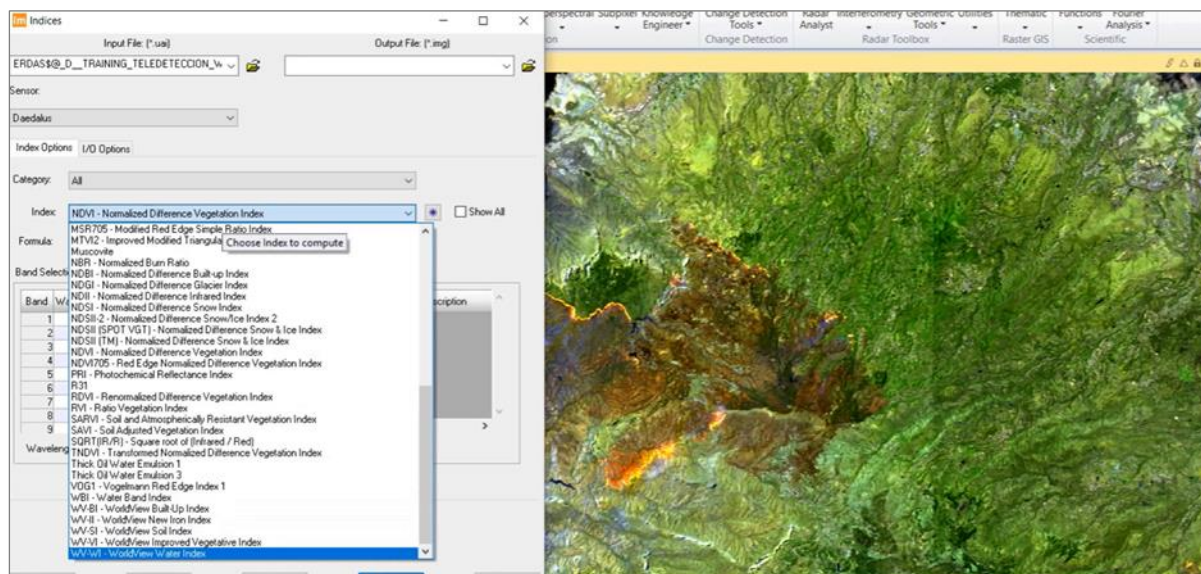 Indices
Input File: (*.uai)
Output File: (*.img)
ERDAS$@_D__TRAINING_TELEDETECCION_W
Sensor:
Daedalus
Index Options I/O Options
Category: All
Index: NDVI - Normalized Difference Vegetation Index Show All
MSR705 - Modified Red Edge Simple Ratio Index
MTVI2 - Improved Modified Triangula
Choose Index to compute
Formula:
Muscovite
NBR - Normalized Burn Ratio
NDBI - Normalized Difference Built-up Index
NDGI - Normalized Difference Glacier Index
NDII - Normalized Difference Infrared Index
NDSI - Normalized Difference Snow Index
NDSII-2 - Normalized Difference Snow/Ice Index 2
NDSII (SPOT VGT) - Normalized Difference Snow & Ice Index
NDSII (TM) - Normalized Difference Snow & Ice Index
NDVI - Normalized Difference Vegetation Index
NDVI705 - Red Edge Normalized Difference Vegetation Index
PRI - Photochemical Reflectance Index
R31
RDVI - Renormalized Difference Vegetation Index
RVI - Ratio Vegetation Index
SARVI - Soil and Atmospherically Resistant Vegetation Index
SAVI - Soil Adjusted Vegetation Index
SQRT(IR/R) - Square root of (Infrared / Red)
TNDVI - Transformed Normalized Difference Vegetation Index
Thick Oil Water Emulsion 1
Thick Oil Water Emulsion 3
VOG1 - Vogelmann Red Edge Index 1
WBI - Water Band Index
WV-BI - WorldView Built-Up Index
WV-II - WorldView New Iron Index
WV-SI - WorldView Soil Index
WV-VI - WorldView Improved Vegetative Index
WV-WI - WorldView Water Index
Band Selecti
Band Wa scription
1
2
3
4
5
6
7
8
9
Waveleng
perspectral Subpixel Knowledge Change Detection Radar Interferometry Geometric Utilities Thematic Functions Fourier
Engineer Tools Analyst Tools Analysis
on Change Detection Radar Toolbox Raster GIS Scientific